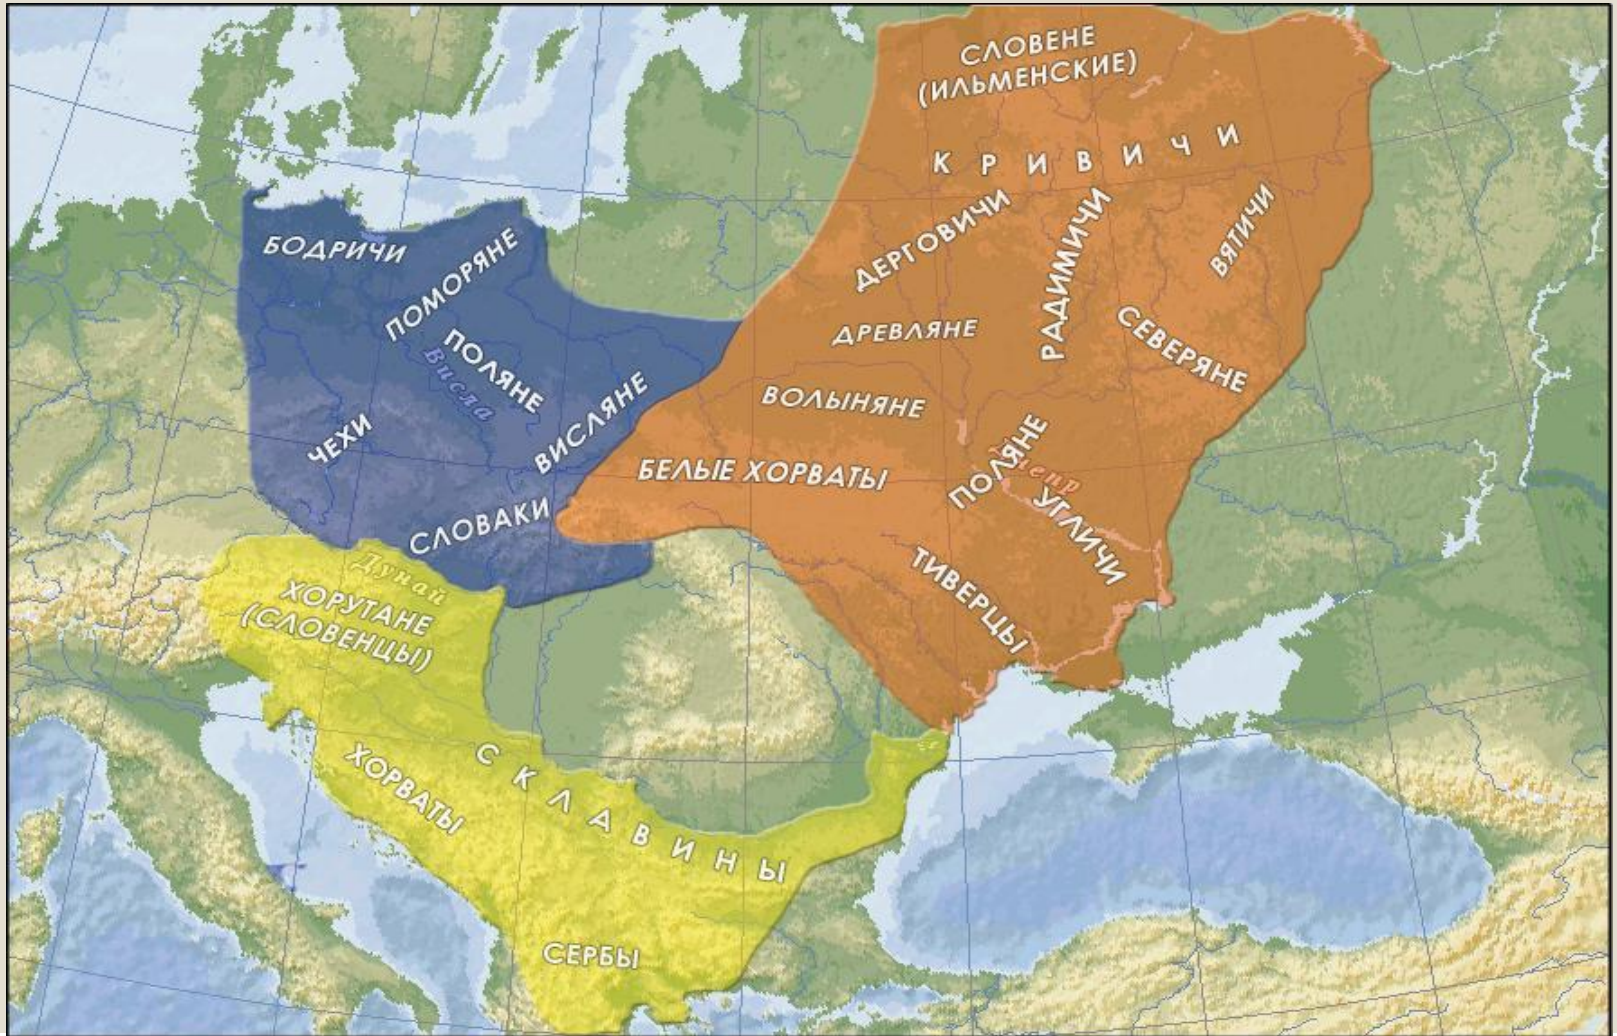 СЛОВЕНЕ
(ИЛЬМЕНСКИЕ)
КРИВИЧИ
ДЕРГОВИЧИ
РАДИМИЧИ
ВЯТИЧИ
БОДРИЧИ
ПОМОРЯНЕ
ПОЛЯНЕ
Висла
ВИСЛЯНЕ
ЧЕХИ
СЛОВАКИ
ДРЕВЛЯНЕ
СЕВЕРЯНЕ
ВОЛЫНЯНЕ
БЕЛЫЕ ХОРВАТЫ
ПОЛЯНЕ
Днепр
УГЛИЧИ
ТИВЕРЦЫ
Дунай
ХОРУТАНЕ
(СЛОВЕНЦЫ)
СКЛАВИНЫ
ХОРВАТЫ
СЕРБЫ